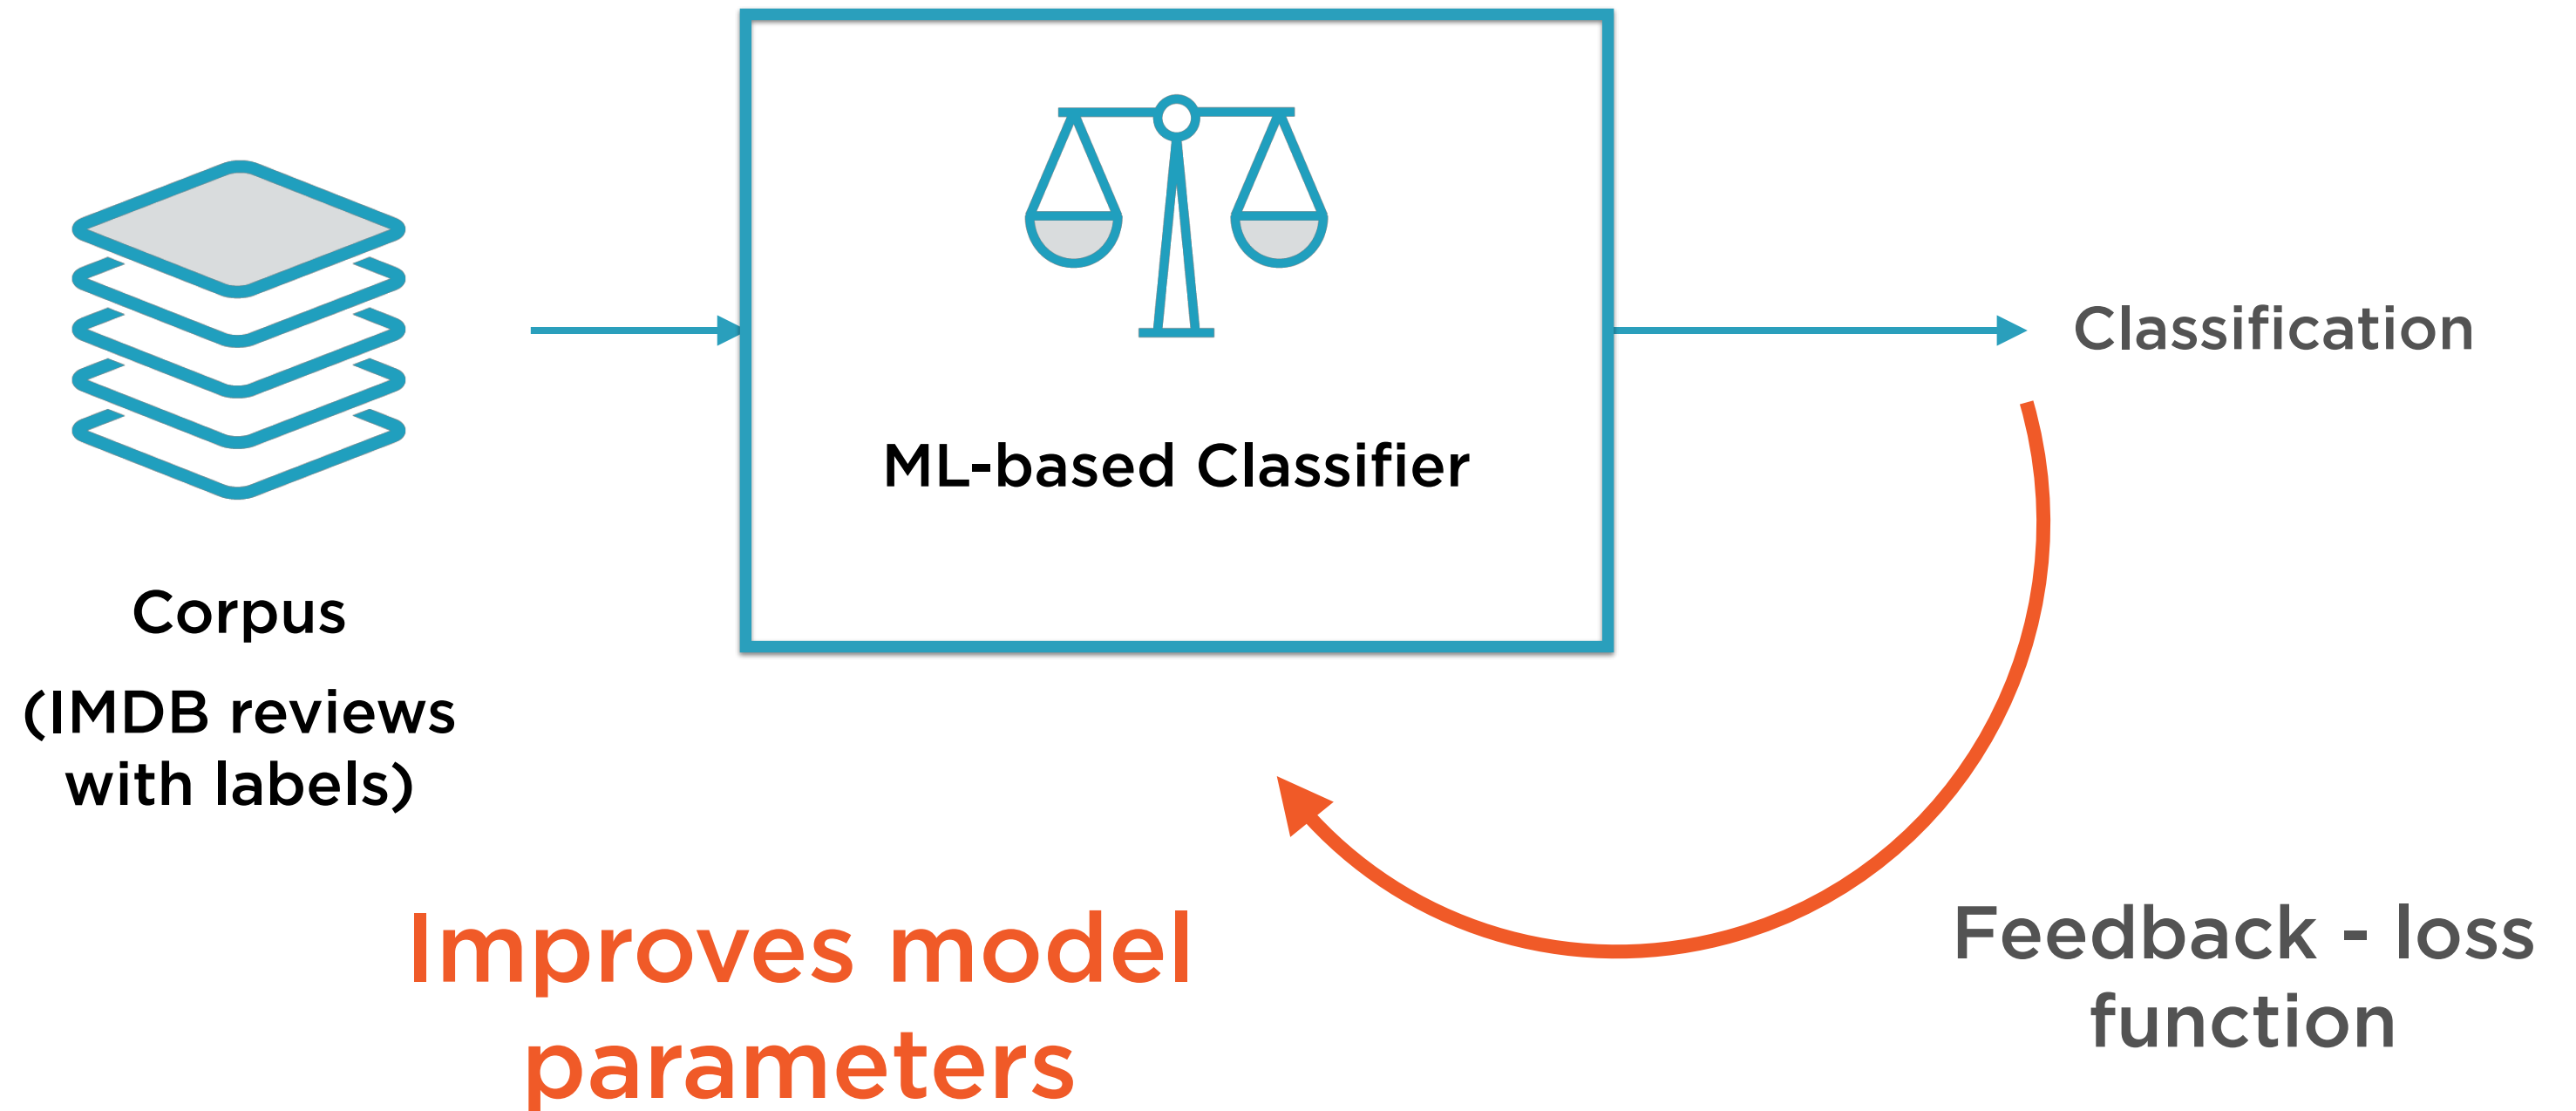 Corpus
(IMDB reviews
with labels)
ML-based Classifier
Classification
Improves model
parameters
Feedback - loss
function